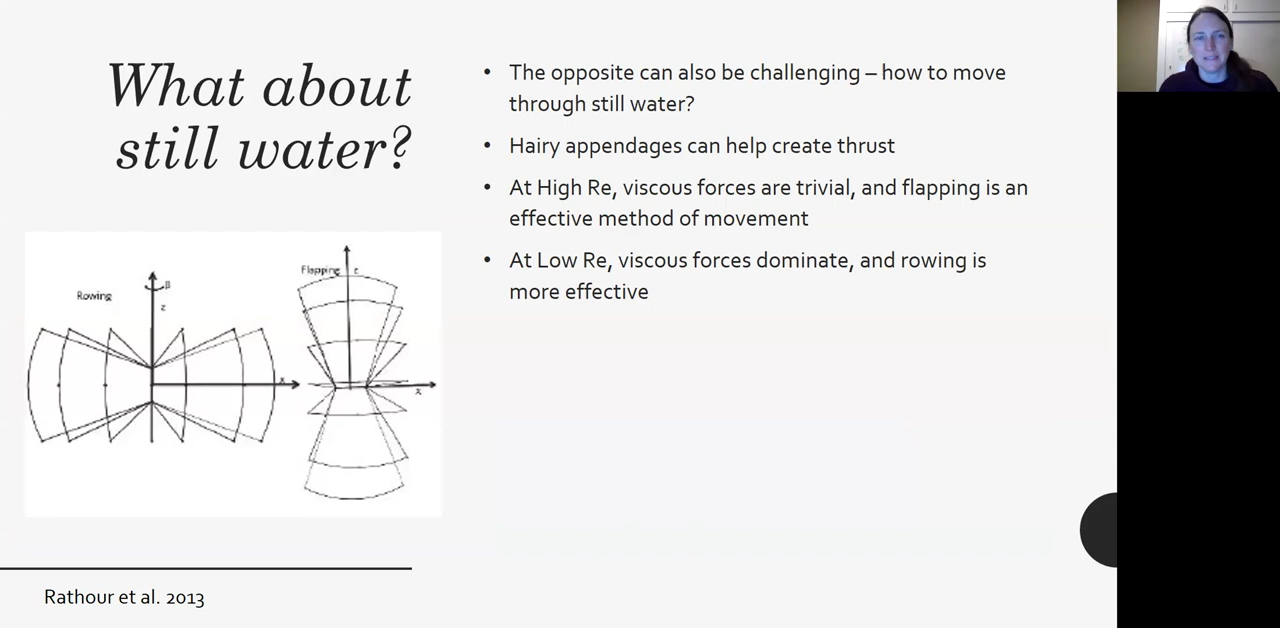 What about
still water?
• The opposite can also be challenging – how to move
through still water?
• Hairy appendages can help create thrust
• At High Re, viscous forces are trivial, and flapping is an
effective method of movement
• At Low Re, viscous forces dominate, and rowing is
more effective
Rowing
β
z
x
Flapping
x
Rathour et al. 2013